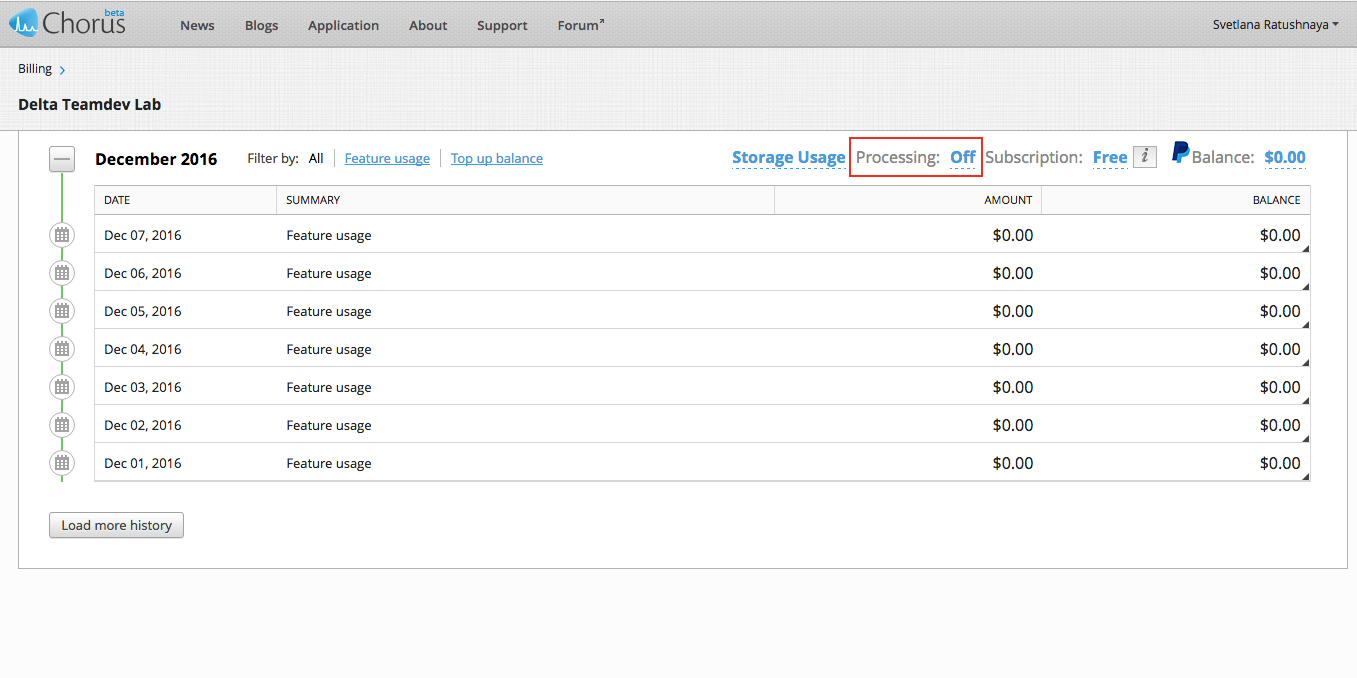 beta
Chorus News Blogs Application About Support Forum Svetlana Ratushnaya
Billing
Delta Teamdev Lab
December 2016 Filter by: All Feature usage Top up balance Storage Usage Processing: Off Subscription: Free i Balance: $0.00
DATE SUMMARY AMOUNT BALANCE
Dec 07, 2016 Feature usage $0.00 $0.00
Dec 06, 2016 Feature usage $0.00 $0.00
Dec 05, 2016 Feature usage $0.00 $0.00
Dec 04, 2016 Feature usage $0.00 $0.00
Dec 03, 2016 Feature usage $0.00 $0.00
Dec 02, 2016 Feature usage $0.00 $0.00
Dec 01, 2016 Feature usage $0.00 $0.00
Load more history